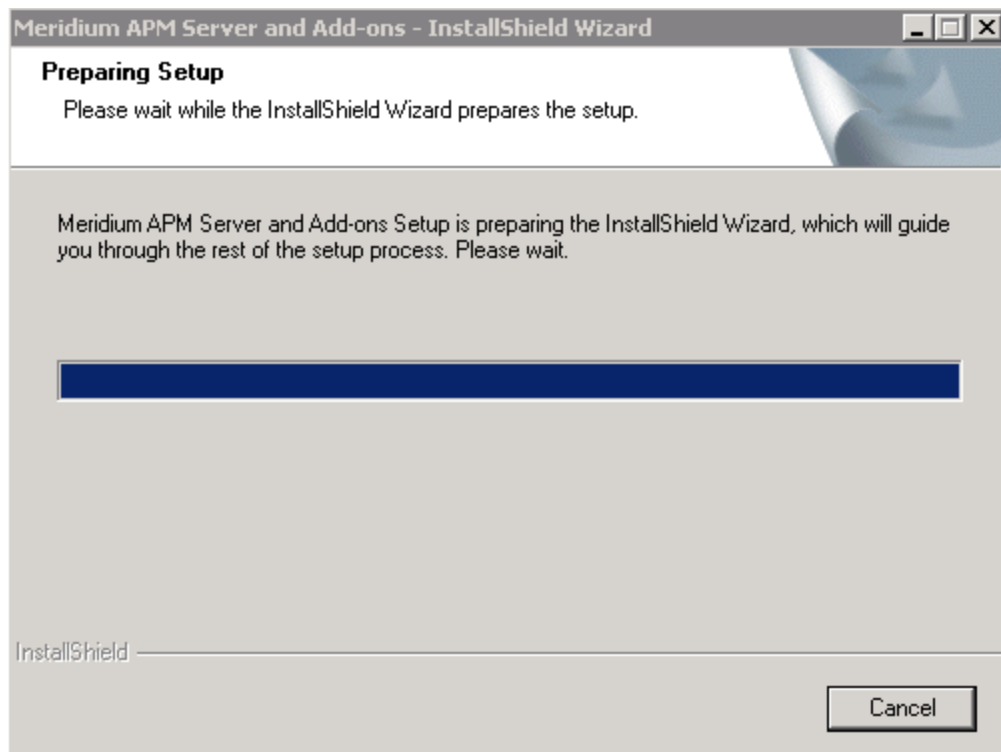 Meridium APM Server and Add-ons - InstallShield Wizard
Preparing Setup
Please wait while the InstallShield Wizard prepares the setup.
Meridium APM Server and Add-ons Setup is preparing the InstallShield Wizard, which will guide
you through the rest of the setup process. Please wait.
InstallShield
Cancel